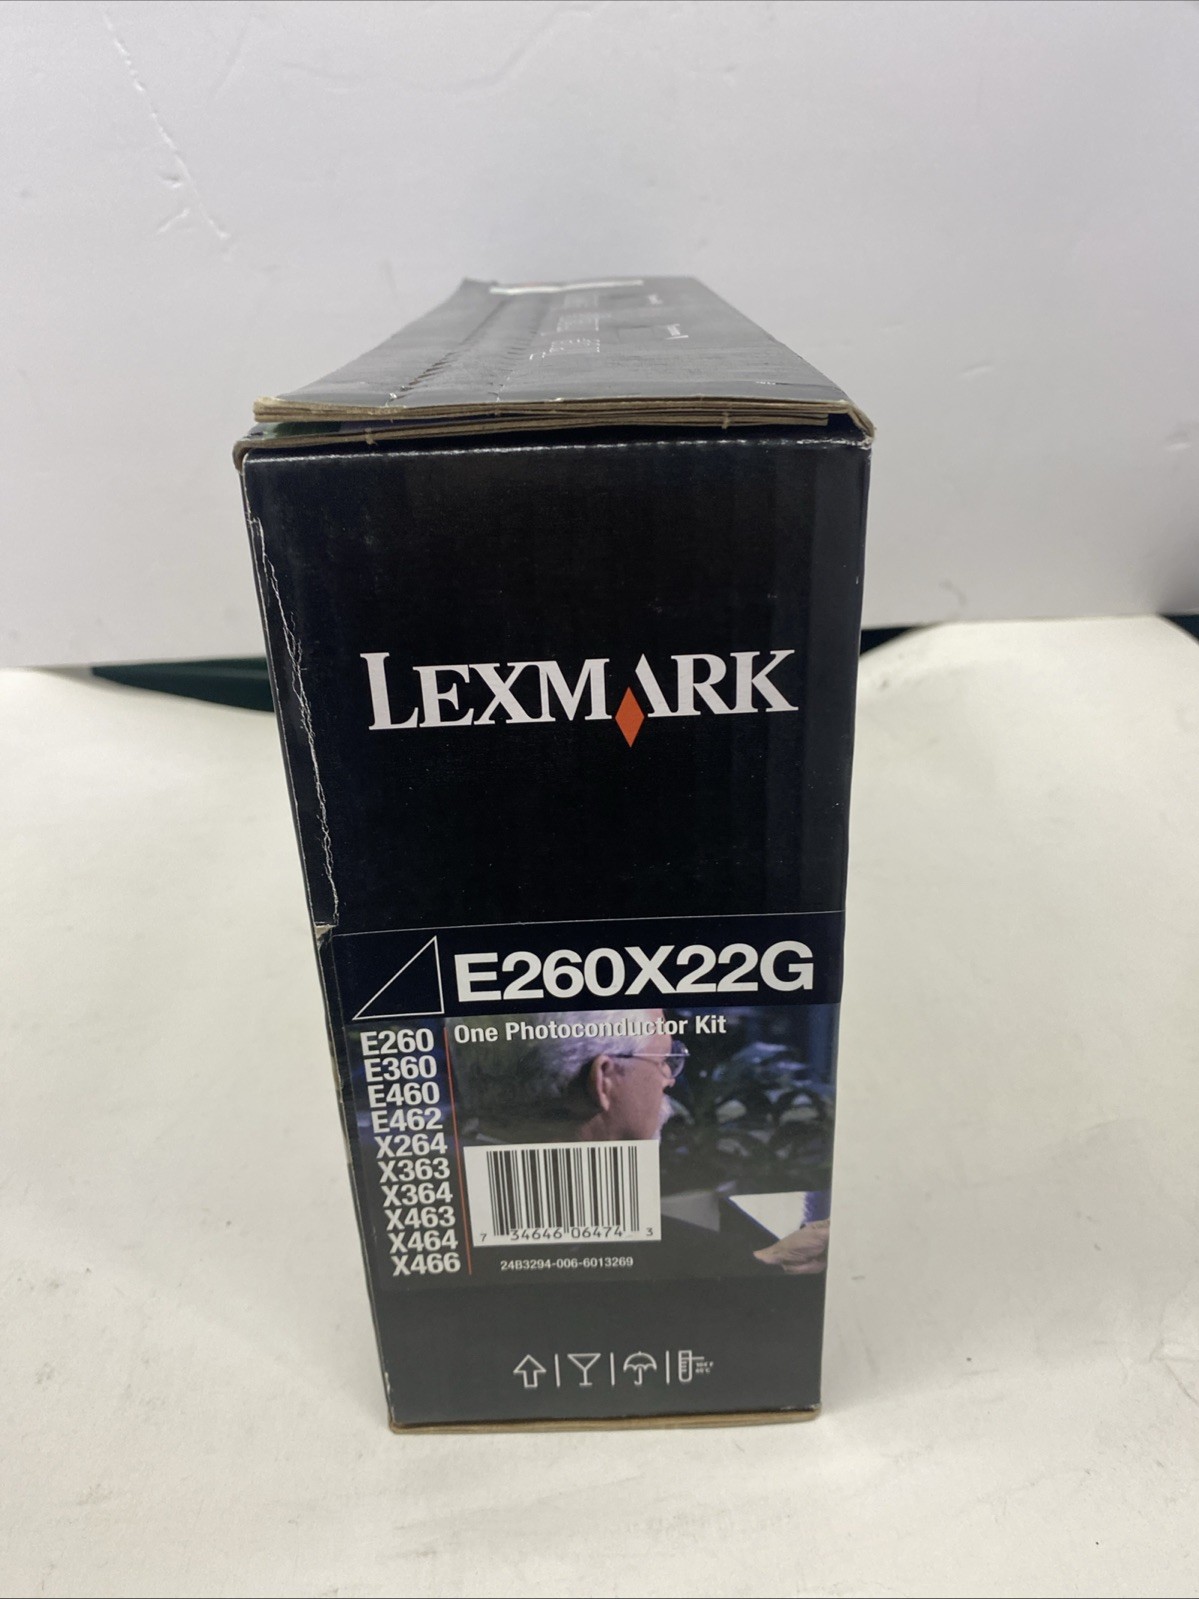 LEXMARK
E260X22G
One Photoconductor Kit
E260
E360
E460
E462
X264
X363
X364
X463
X464
X466
7 34646 06474 3
24B3294-006-6013269